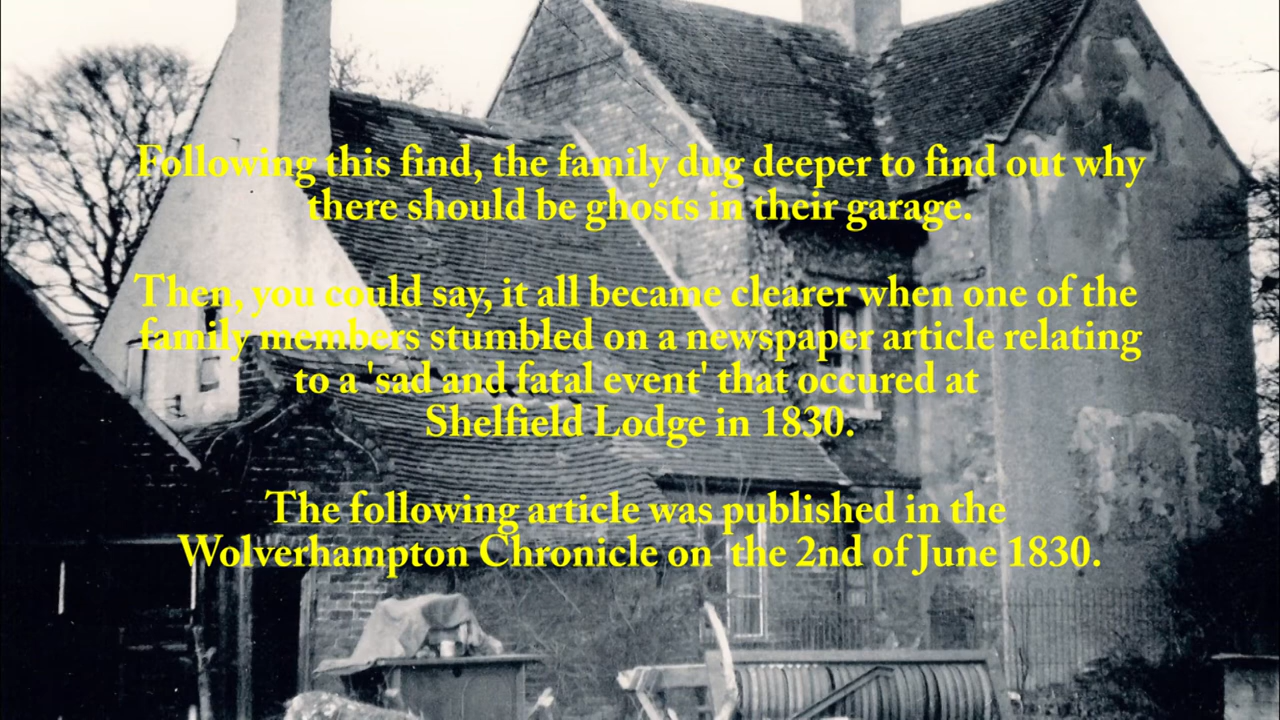 Following this find, the family dug deeper to find out why
there should be ghosts in their garage.
Then, you could say, it all became clearer when one of the
family members stumbled on a newspaper article relating
to a 'sad and fatal event' that occured at
Shelfield Lodge in 1830.
The following article was published in the
Wolverhampton Chronicle on  the 2nd of June 1830.